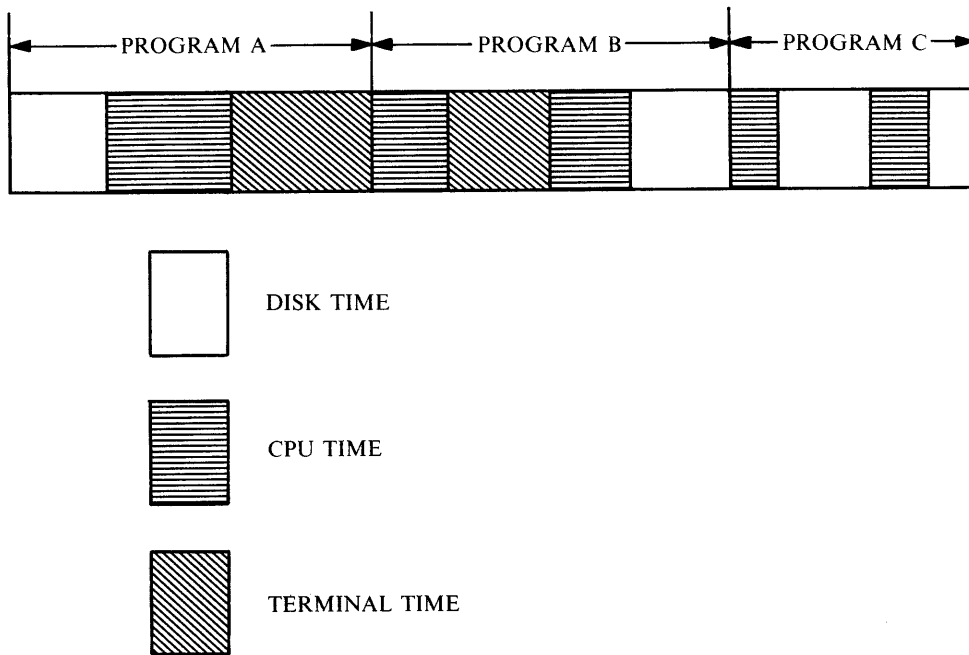 PROGRAM A PROGRAM B PROGRAM C
DISK TIME
CPU TIME
TERMINAL TIME